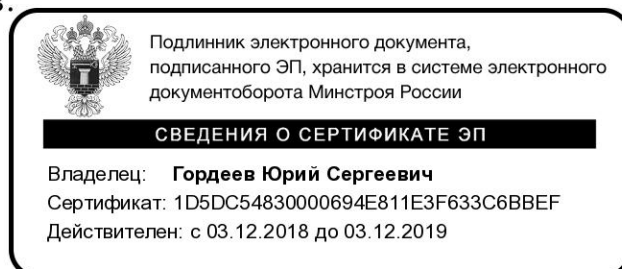 Подлинник электронного документа,
подписанного ЭП, хранится в системе электронного
документоборота Минстроя России
СВЕДЕНИЯ О СЕРТИФИКАТЕ ЭП
Владелец: Гордеев Юрий Сергеевич
Сертификат: 1D5DC54830000694E811E3F633C6BBEF
Действителен: с 03.12.2018 до 03.12.2019